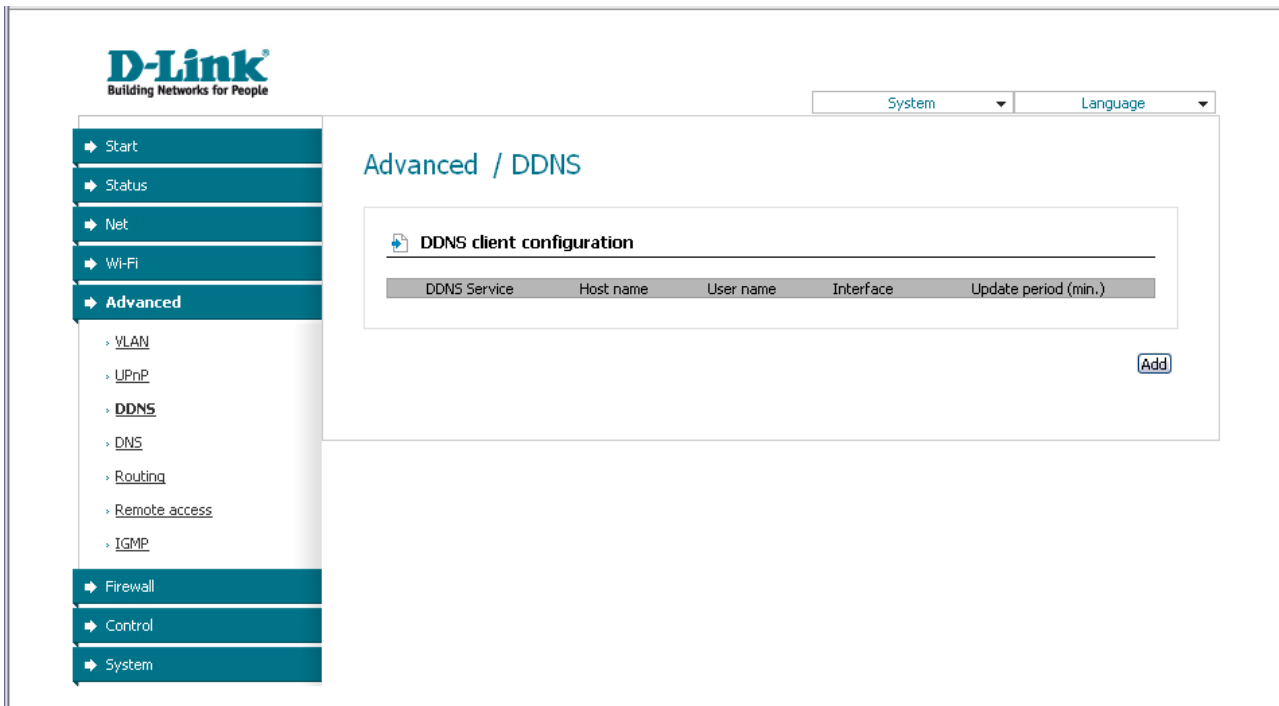 D-Link
Building Networks for People
System Language
Start
Status
Net
Wi-Fi
Advanced
VLAN
UPnP
DDNS
DNS
Routing
Remote access
IGMP
Firewall
Control
System
Advanced / DDNS
DDNS client configuration
DDNS Service Host name User name Interface Update period (min.)
Add